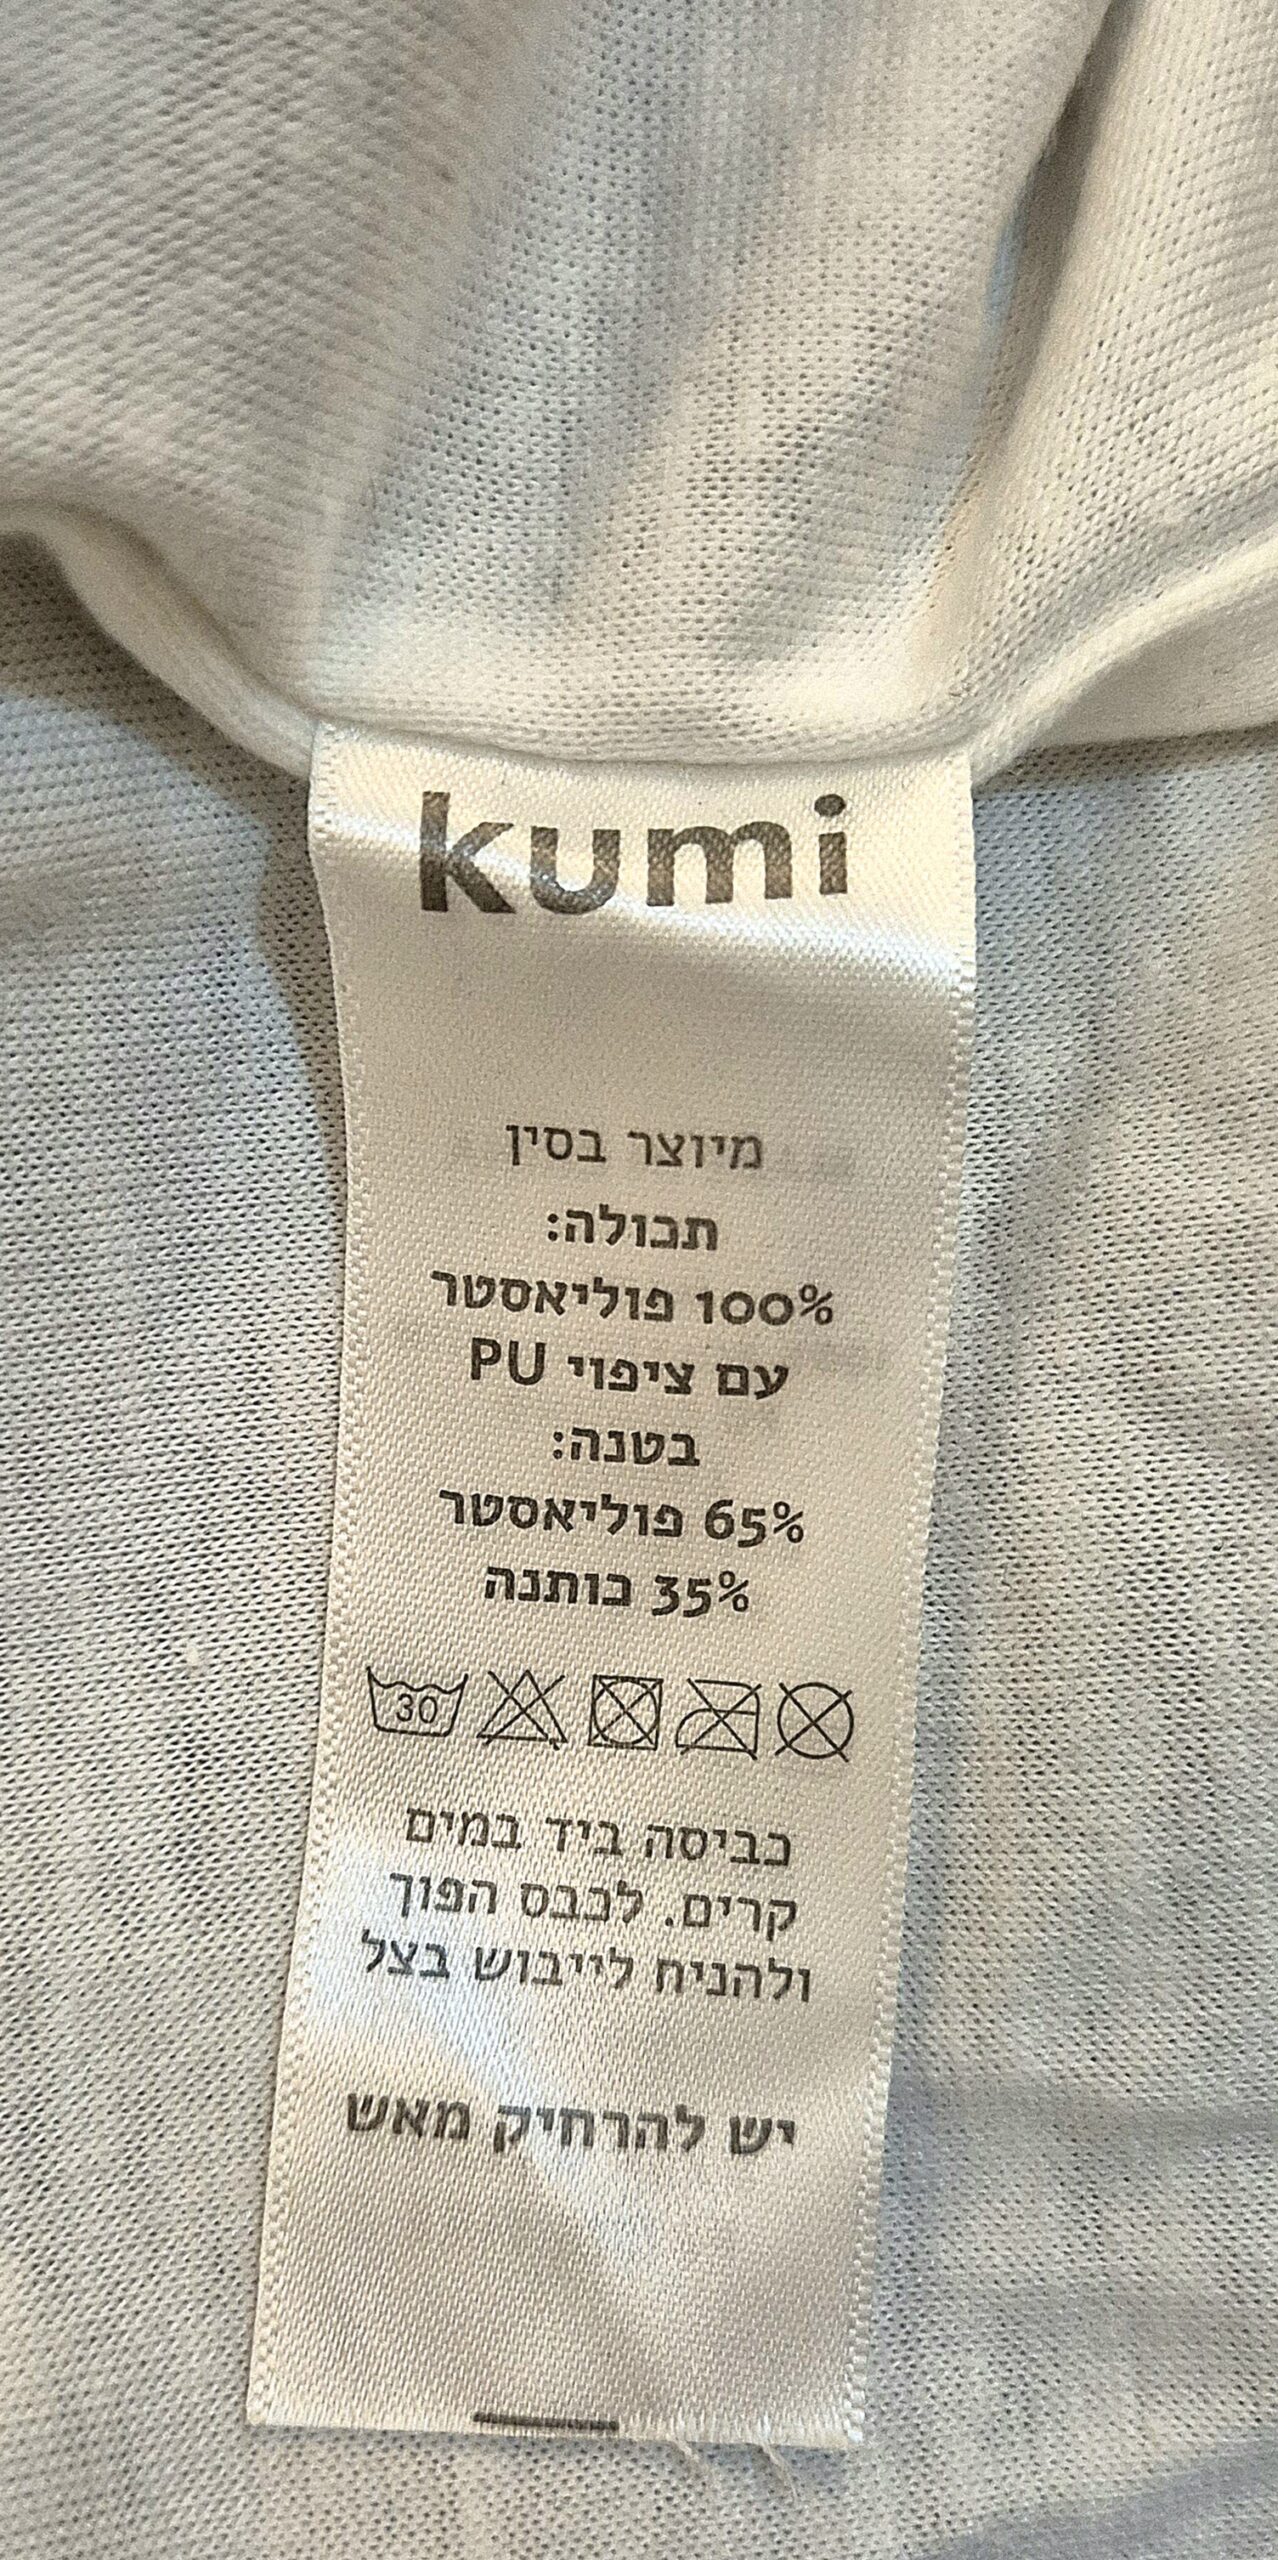 kumi
מיוצר בסין
תכולה:
100% פוליאסטר
עם ציפוי PU
בטנה:
65% פוליאסטר
35% כותנה
30
כביסה ביד במים
קרים. לכבס הפוך
ולהניח לייבוש בצל
יש להרחיק מאש